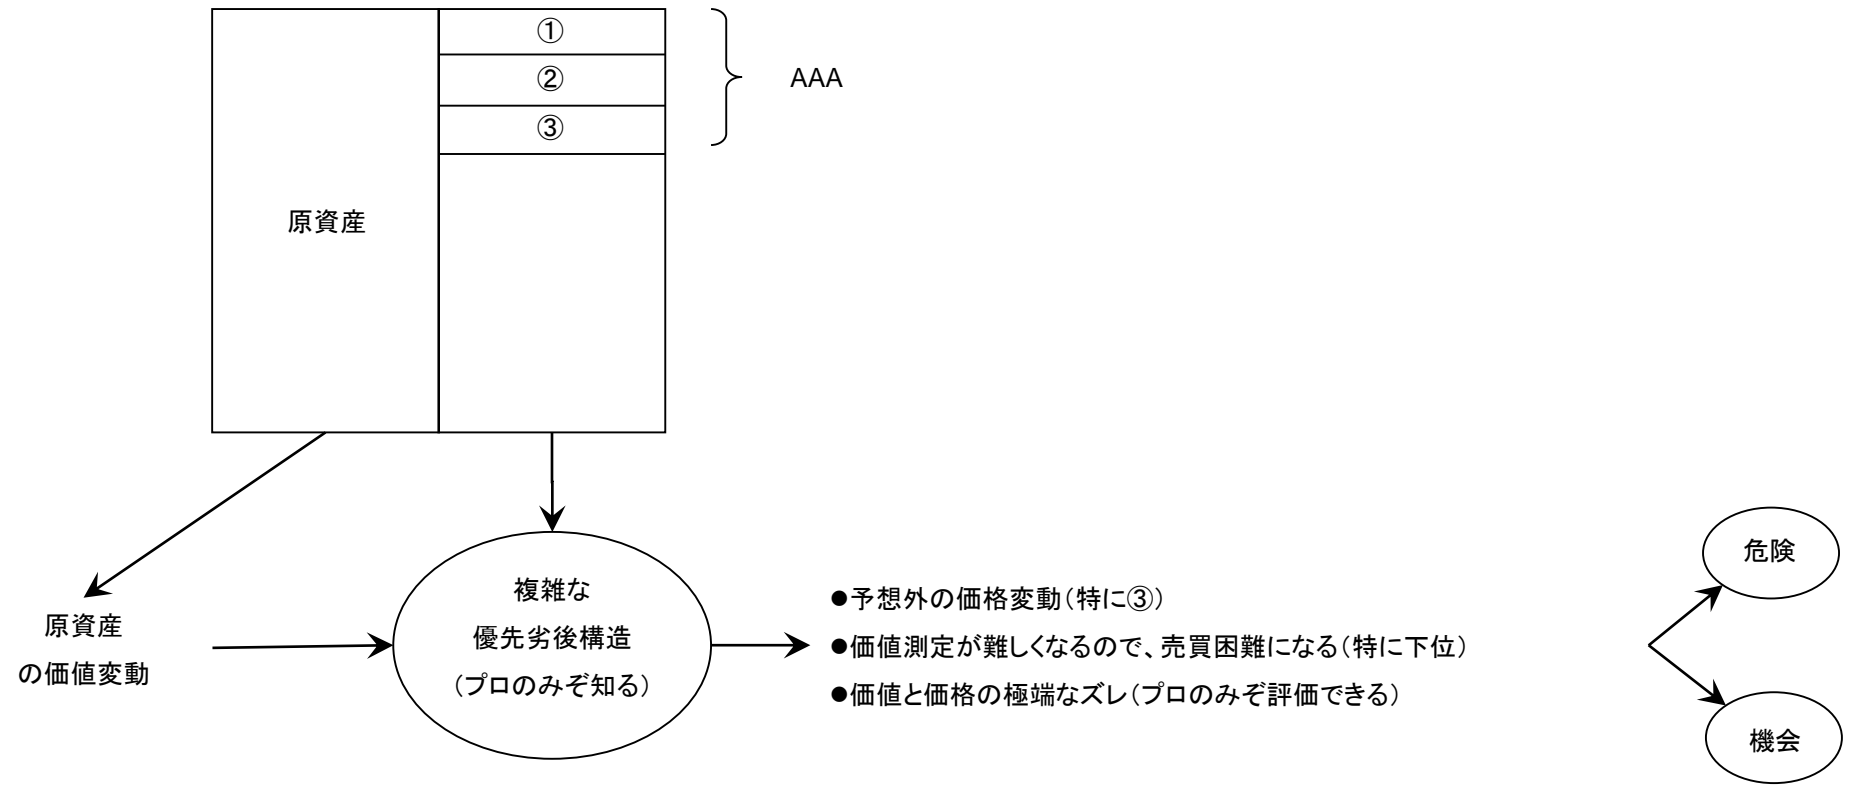 ①
②
③
AAA
原資産
原資産
の価値変動
複雑な
優先劣後構造
（プロのみぞ知る）
●予想外の価格変動（特に③）
●価値測定が難しくなるので、売買困難になる（特に下位）
●価値と価格の極端なズレ（プロのみぞ評価できる）
危険
機会